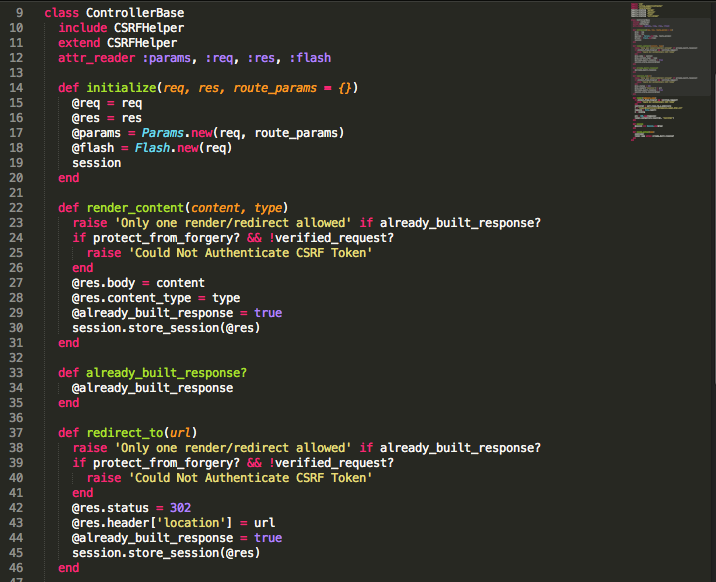 9 class ControllerBase
10   include CSRFHelper
11   extend CSRFHelper
12   attr_reader :params, :req, :res, :flash
13
14   def initialize(req, res, route_params = {})
15     @req = req
16     @res = res
17     @params = Params.new(req, route_params)
18     @flash = Flash.new(req)
19     session
20   end
21
22   def render_content(content, type)
23     raise 'Only one render/redirect allowed' if already_built_response?
24     if protect_from_forgery? && !verified_request?
25       raise 'Could Not Authenticate CSRF Token'
26     end
27     @res.body = content
28     @res.content_type = type
29     @already_built_response = true
30     session.store_session(@res)
31   end
32
33   def already_built_response?
34     @already_built_response
35   end
36
37   def redirect_to(url)
38     raise 'Only one render/redirect allowed' if already_built_response?
39     if protect_from_forgery? && !verified_request?
40       raise 'Could Not Authenticate CSRF Token'
41     end
42     @res.status = 302
43     @res.header['location'] = url
44     @already_built_response = true
45     session.store_session(@res)
46   end